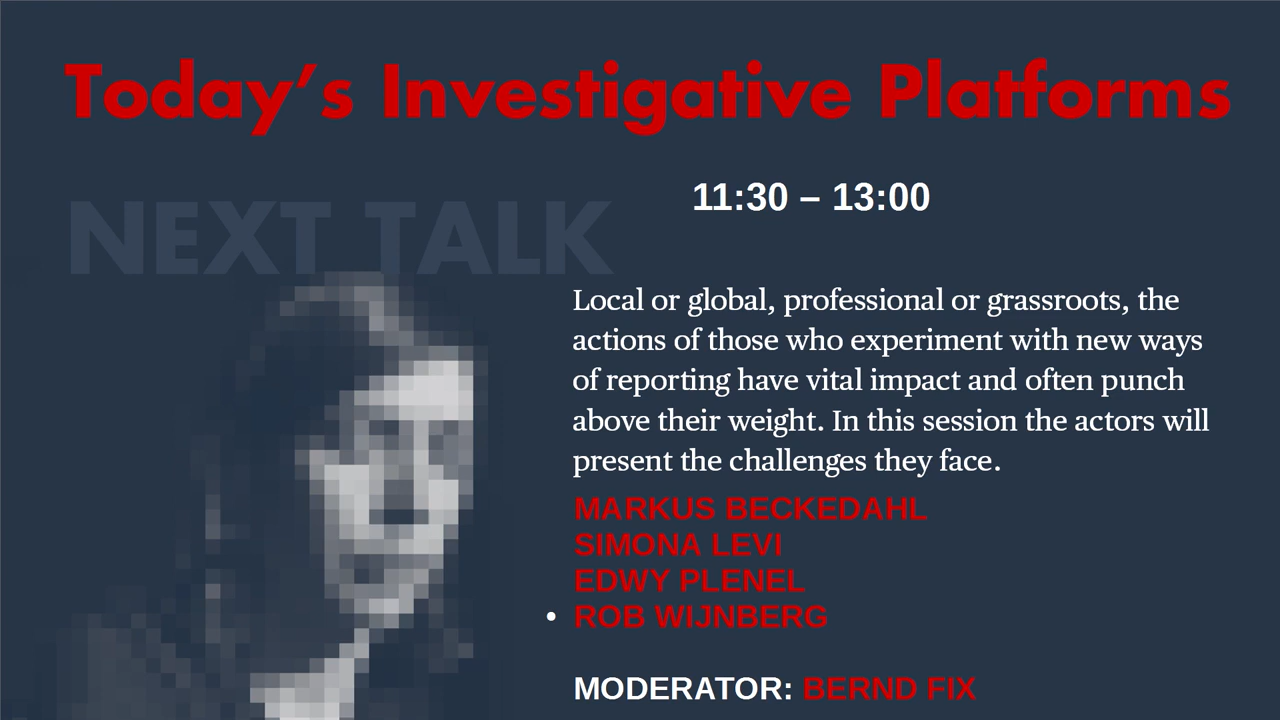 Today’s Investigative Platforms
11:30 – 13:00
NEXT TALK
Local or global, professional or grassroots, the
actions of those who experiment with new ways
of reporting have vital impact and often punch
above their weight. In this session the actors will
present the challenges they face.
MARKUS BECKEDAHL
SIMONA LEVI
EDWY PLENEL
• ROB WIJNBERG
MODERATOR: BERND FIX